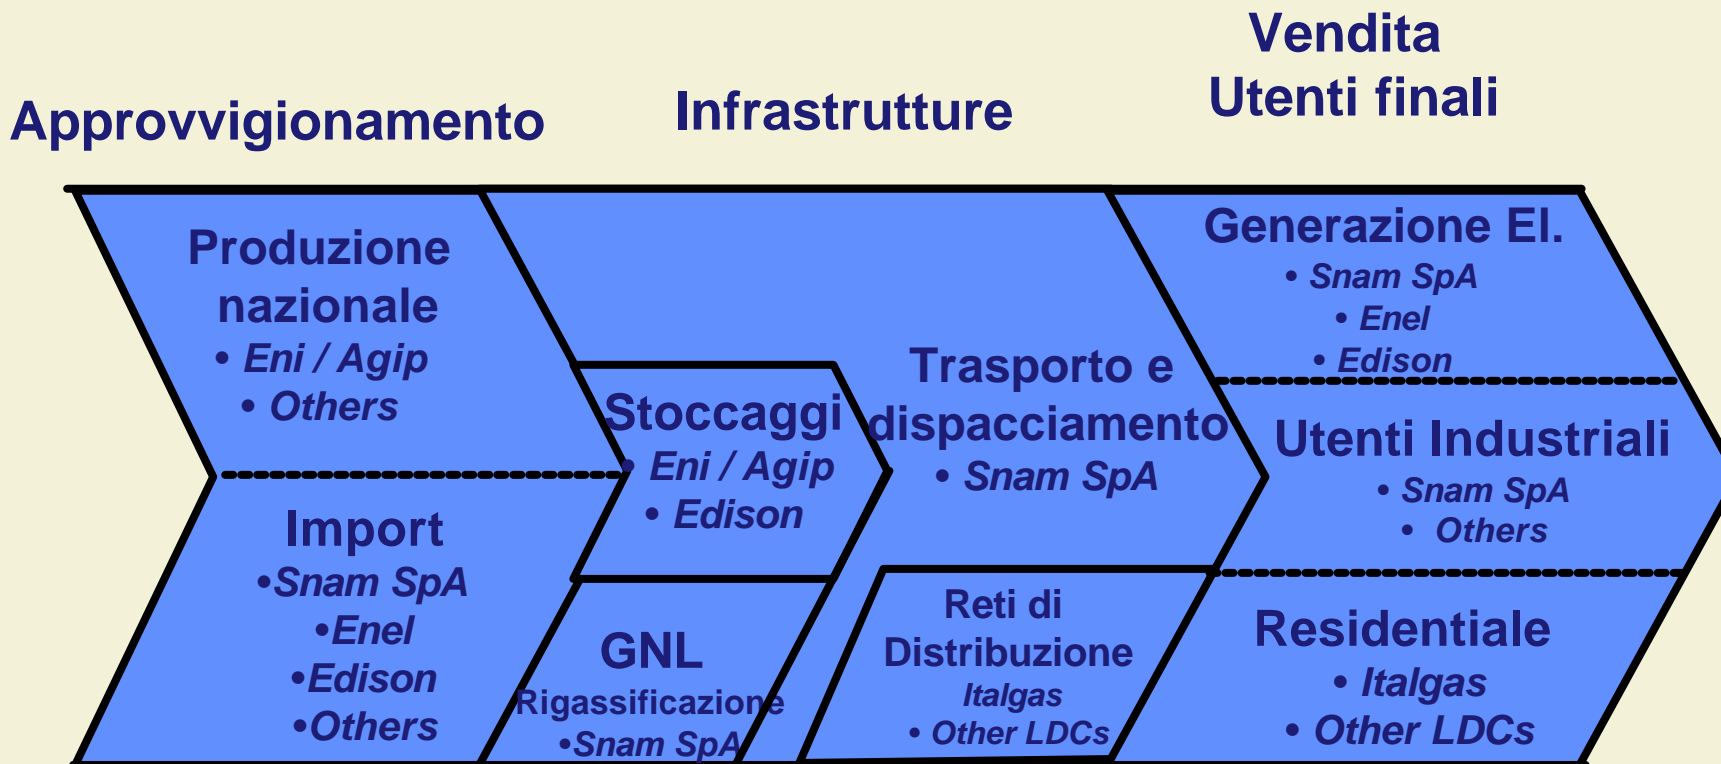 Approvvigionamento
Infrastrutture
Vendita
Utenti finali
Produzione
nazionale
• Eni / Agip
• Others
Import
•Snam SpA
•Enel
•Edison
•Others
Stoccaggi
• Eni / Agip
• Edison
GNL
Rigassificazione
•Snam SpA
Trasporto e
dispacciamento
• Snam SpA
Reti di
Distribuzione
Italgas
• Other LDCs
Generazione El.
• Snam SpA
• Enel
• Edison
Utenti Industriali
• Snam SpA
• Others
Residentiale
• Italgas
• Other LDCs